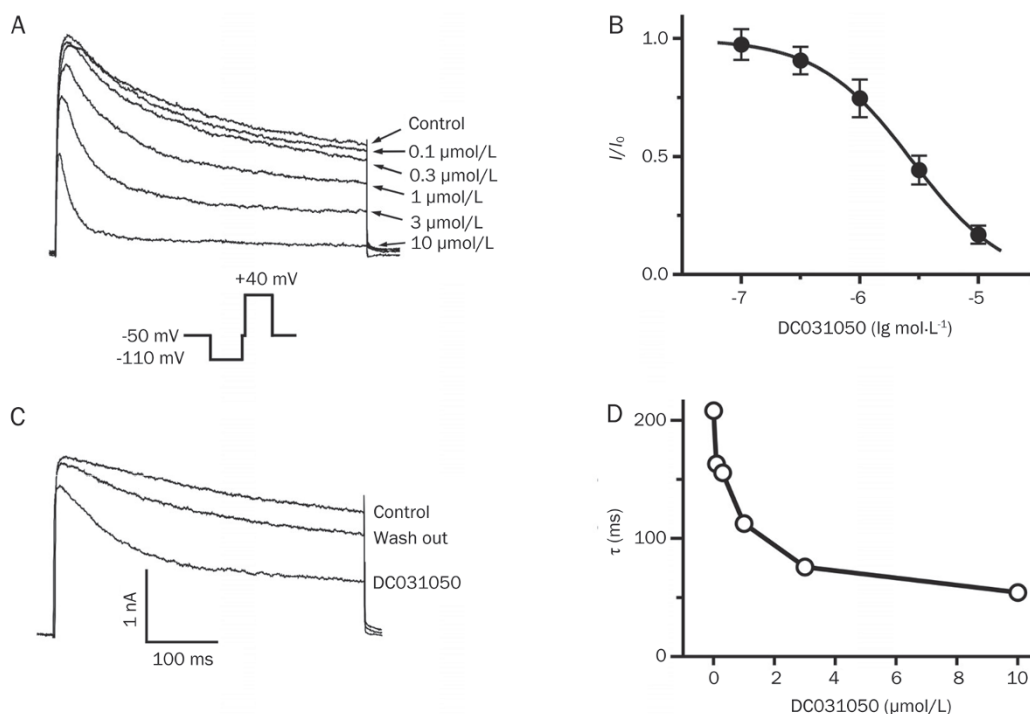 A
Control
0.1 µmol/L
0.3 µmol/L
1 µmol/L
3 µmol/L
10 µmol/L
+40 mV
-50 mV
-110 mV
B
1.0
0.5
0.0
I/I₀
-7
-6
-5
DC031050 (lg mol·L⁻¹)
C
Control
Wash out
DC031050
1 nA
100 ms
D
200
100
0
τ (ms)
0
2
4
6
8
10
DC031050 (µmol/L)